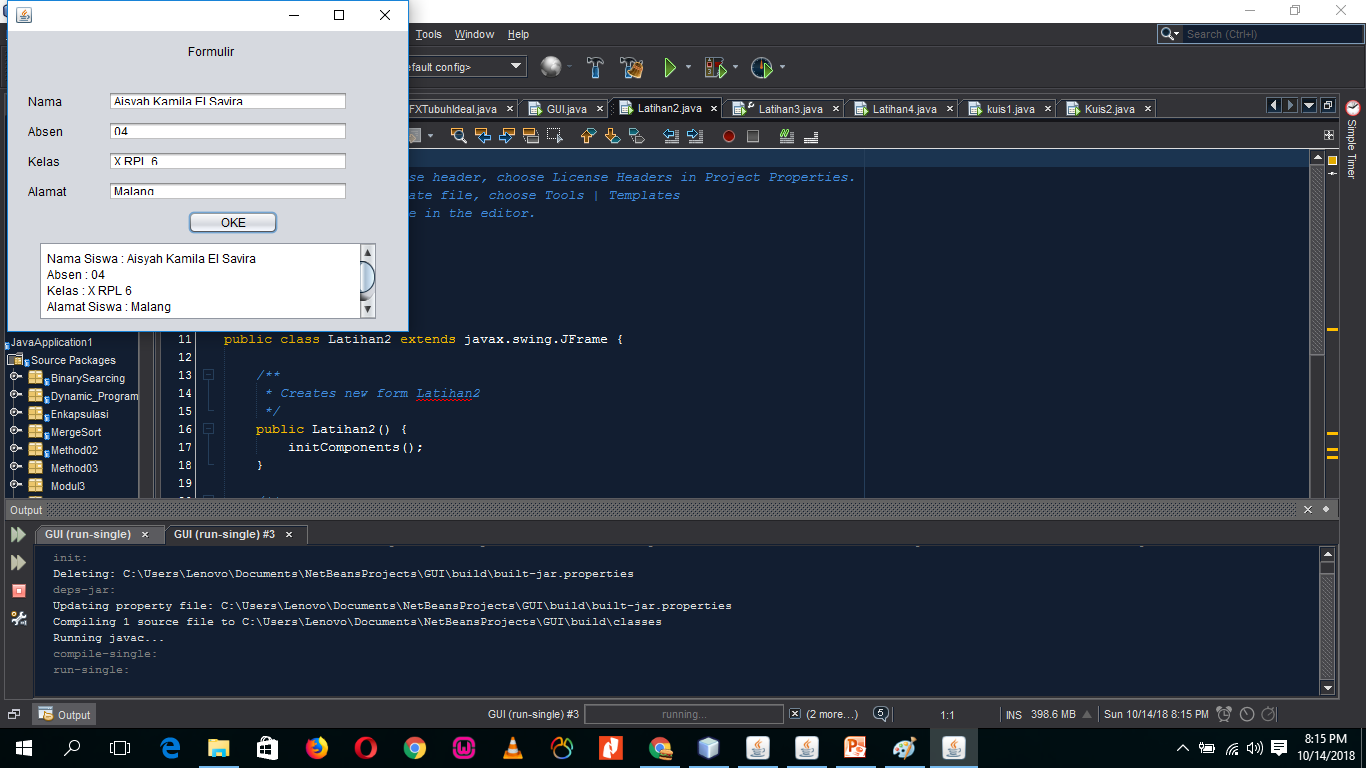 Formulir
Nama
Aisyah Kamila El Savira
Absen
04
Kelas
X RPL 6
Alamat
Malang
OKE
Nama Siswa : Aisyah Kamila El Savira
Absen : 04
Kelas : X RPL 6
Alamat Siswa : Malang
Tools Window Help
Search (Ctrl+I)
efault config>
FXTubuhIdeal.java GUI.java Latihan2.java Latihan3.java Latihan4.java kuis1.java Kuis2.java
Simple Timer
se header, choose License Headers in Project Properties.
ate file, choose Tools | Templates
e in the editor.
JavaApplication1
Source Packages
BinarySearcing
Dynamic_Program
Enkapsulasi
MergeSort
Method02
Method03
Modul3
11 public class Latihan2 extends javax.swing.JFrame {
12
13 /**
14 * Creates new form Latihan2
15 */
16 public Latihan2() {
17 initComponents();
18 }
19
Output
GUI (run-single) GUI (run-single) #3
init:
Deleting: C:\Users\Lenovo\Documents\NetBeansProjects\GUI\build\built-jar.properties
deps-jar:
Updating property file: C:\Users\Lenovo\Documents\NetBeansProjects\GUI\build\built-jar.properties
Compiling 1 source file to C:\Users\Lenovo\Documents\NetBeansProjects\GUI\build\classes
Running javac...
compile-single:
run-single:
Output
GUI (run-single) #3 running... (2 more...) 5 1:1 INS 398.6 MB Sun 10/14/18 8:15 PM
8:15 PM
10/14/2018